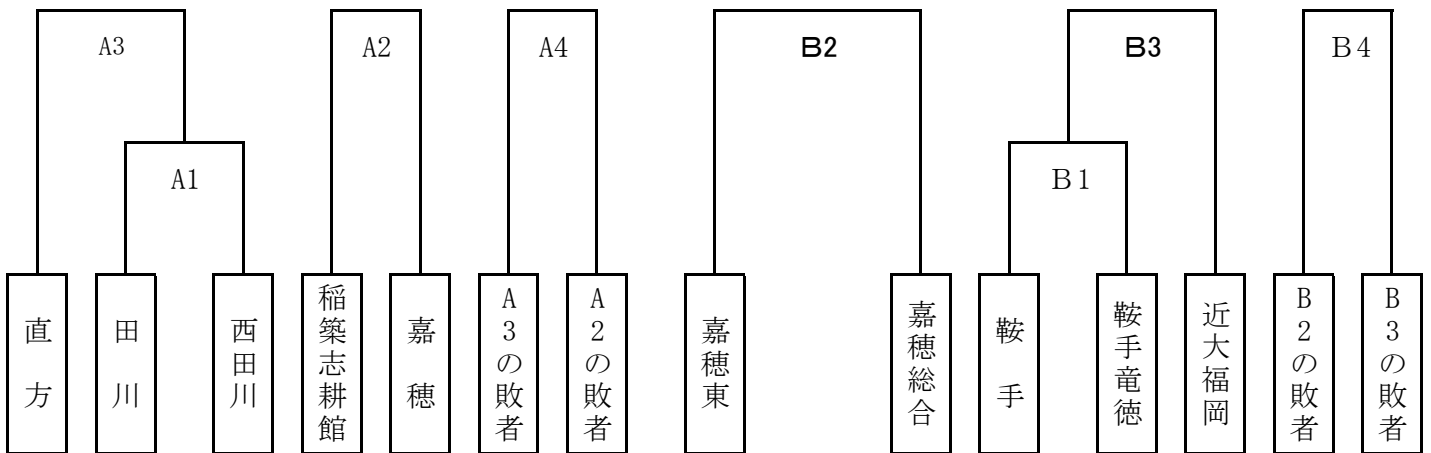 A3
A2
A4
B2
B3
B4
A1
B1
直方
田川
西田川
稲築志耕館
嘉穂
A3の敗者
A2の敗者
嘉穂東
嘉穂総合
鞍手
鞍手竜徳
近大福岡
B2の敗者
B3の敗者